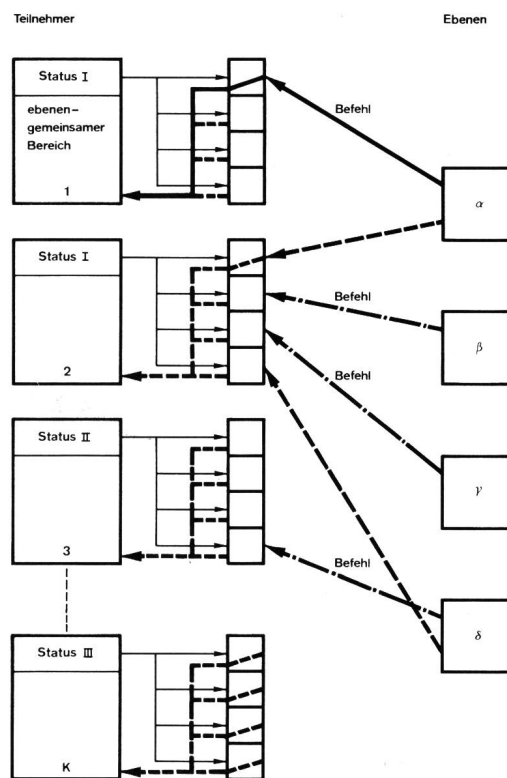 Teilnehmer
Ebenen
Status I
ebenen-
gemeinsamer
Bereich
1
Befehl
Befehl
α
Status I
2
Befehl
β
Status II
3
Befehl
γ
Status III
K
δ